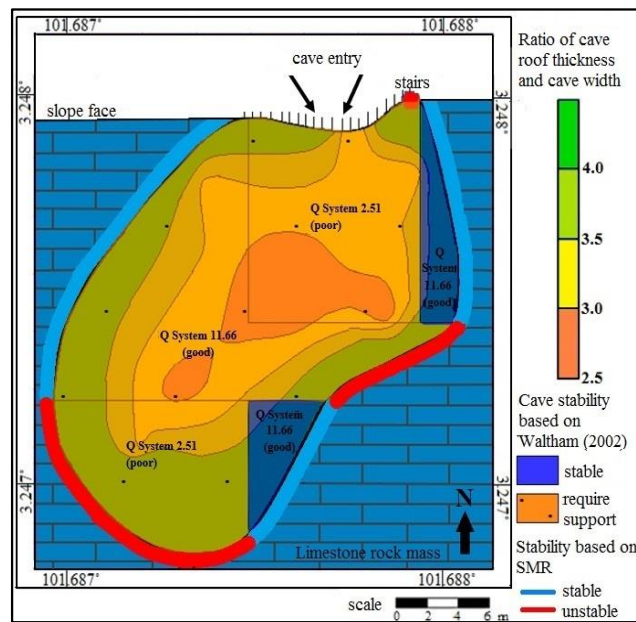 101.687°
101.688°
Ratio of cave
roof thickness
and cave width
cave entry
stairs
3.248°
3.248°
slope face
4.0
Q System 2.51
(poor)
3.5
Q
System
11.66
(good)
3.0
Q System 11.66
(good)
2.5
Q System
11.66
(good)
Q System 2.51
(poor)
Cave stability
based on
Waltham (2002)
stable
3.247°
3.247°
N
require
support
Limestone rock mass
Stability based on
SMR
101.687°
101.688°
stable
scale
0
2
4
6
m
unstable